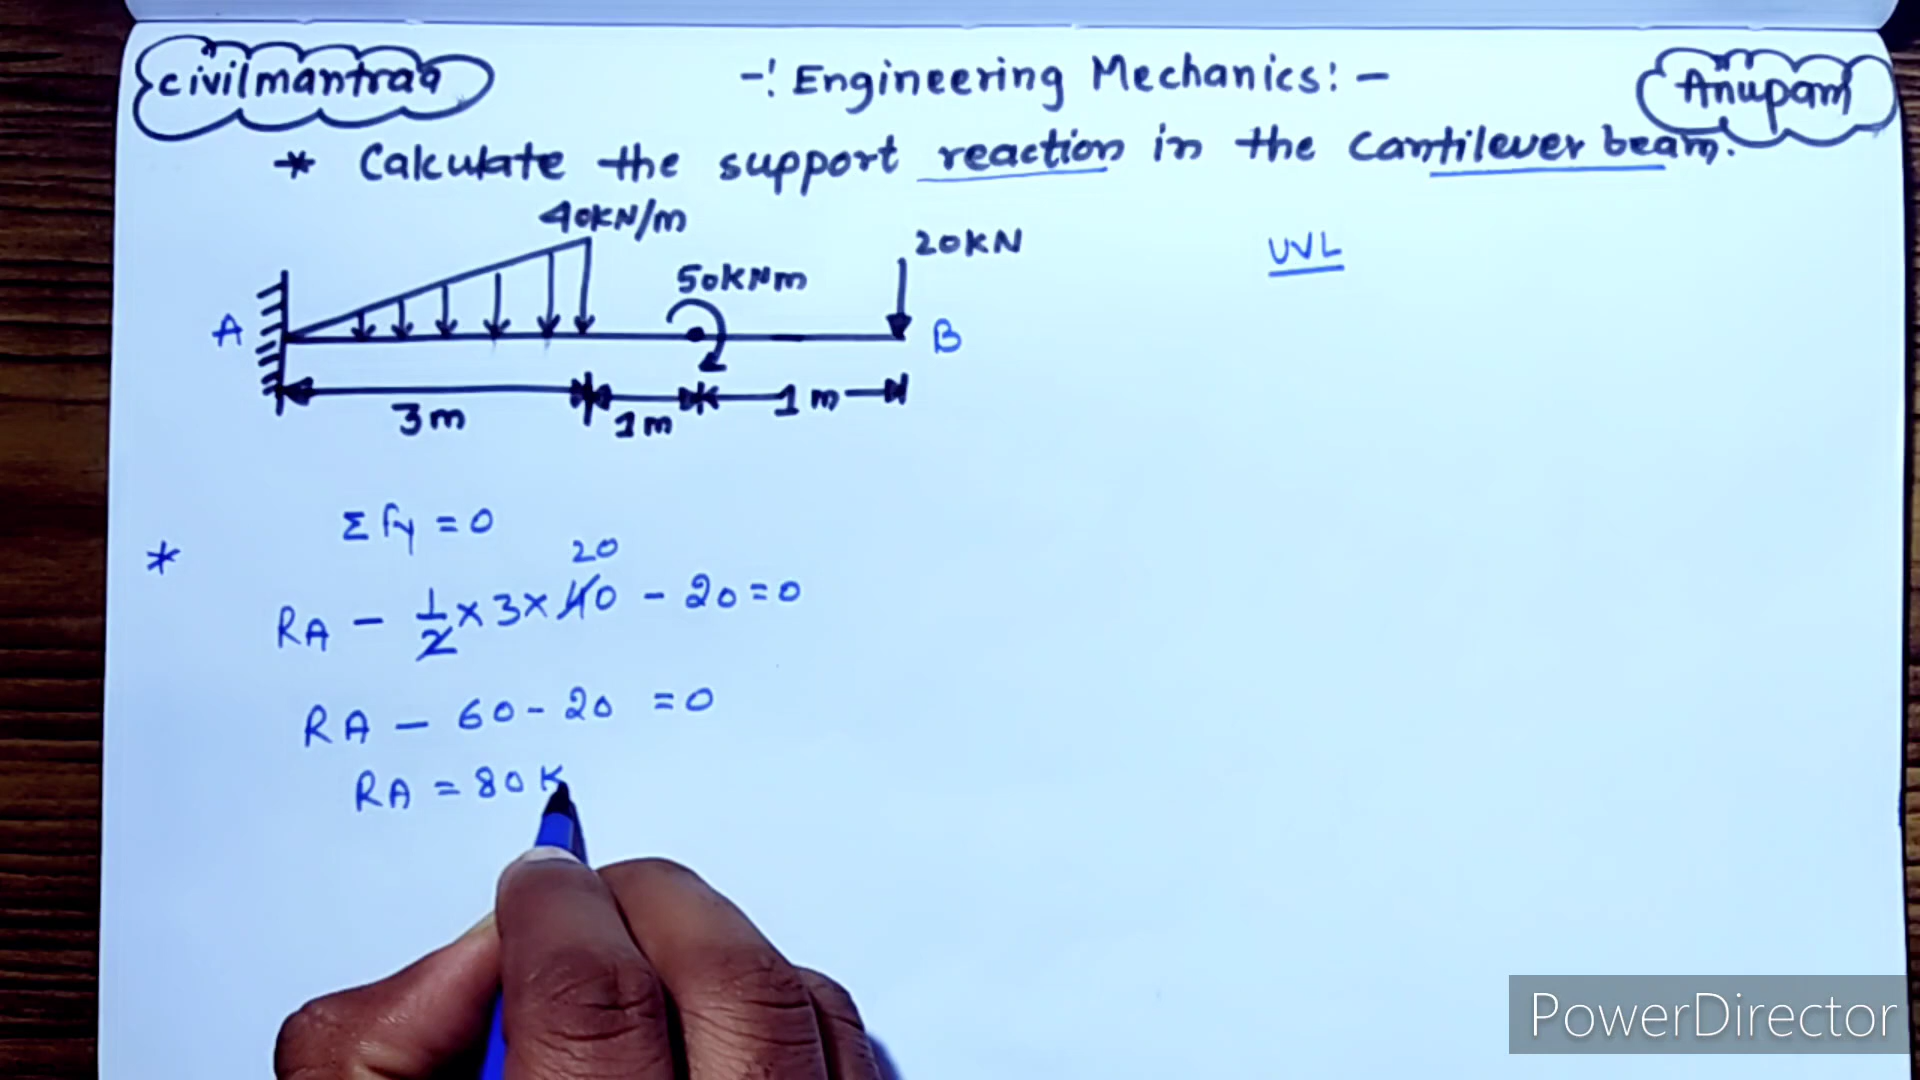 civilmantraa -: Engineering Mechanics: - Anupam
* Calculate the support reaction in the cantilever beam.
40kN/m
20KN
UVL
50kNm
A
B
3m
1m
1m
ΣFy = 0
*
20
RA - 1/2 × 3 × 40 - 20 = 0
RA - 60 - 20 = 0
RA = 80 K
PowerDirector